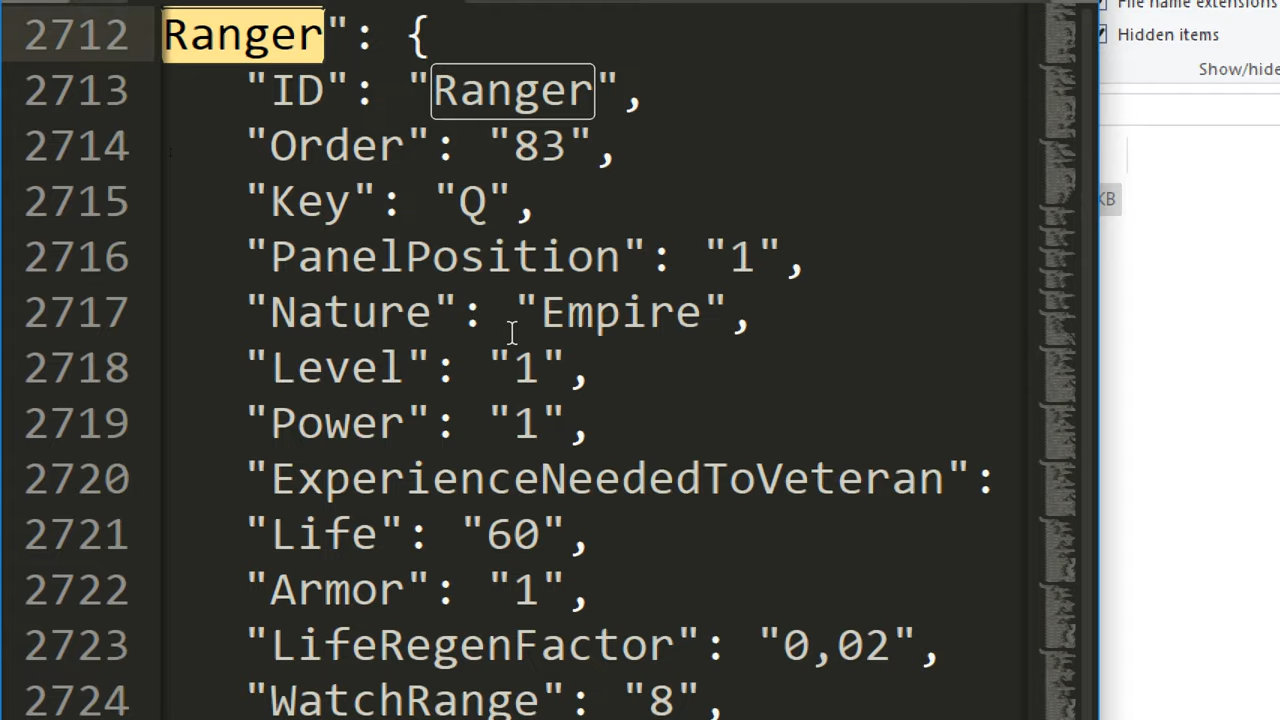 File name extensions
2712 Ranger": {
Hidden items
Show/hide
2713 "ID": "Ranger",
2714 "Order": "83",
2715 "Key": "Q",
KB
2716 "PanelPosition": "1",
2717 "Nature": "Empire",
2718 "Level": "1",
2719 "Power": "1",
2720 "ExperienceNeededToVeteran":
2721 "Life": "60",
2722 "Armor": "1",
2723 "LifeRegenFactor": "0,02",
2724 "WatchRange": "8",